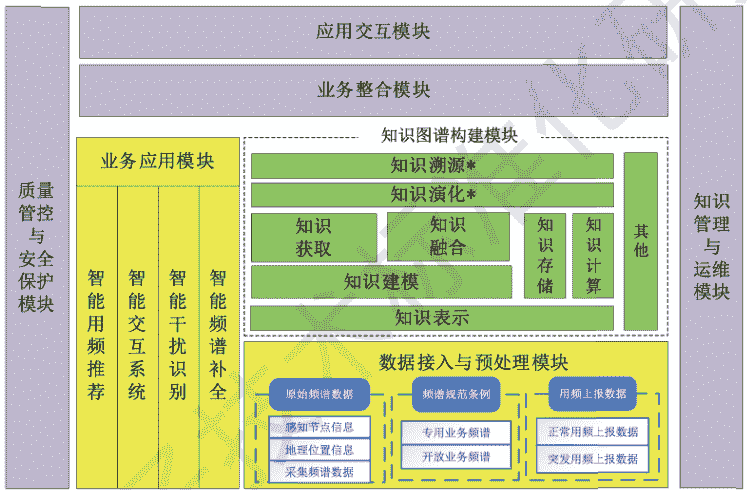 应用交互模块
业务整合模块
质量
管控
与
安全
保护
模块
业务应用模块
智能用频推荐
智能交互系统
智能干扰识别
智能频谱补全
知识图谱构建模块
知识溯源*
知识演化*
知识
获取
知识
融合
知识存储
知识计算
其他
知识建模
知识表示
数据接入与预处理模块
原始频谱数据
感知节点信息
地理位置信息
采集频谱数据
频谱规范条例
专用业务频谱
开放业务频谱
用频上报数据
正常用频上报数据
突发用频上报数据
知识
管理
与
运维
模块
技术标准化研